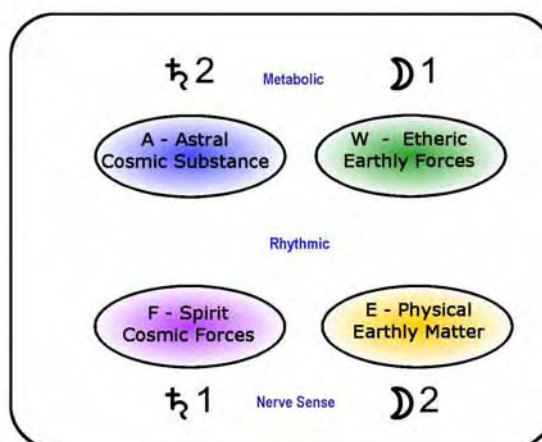 ♄2 Metabolic ☽1
A - Astral
Cosmic Substance
W - Etheric
Earthly Forces
Rhythmic
F - Spirit
Cosmic Forces
E - Physical
Earthly Matter
♄1 Nerve Sense ☽2